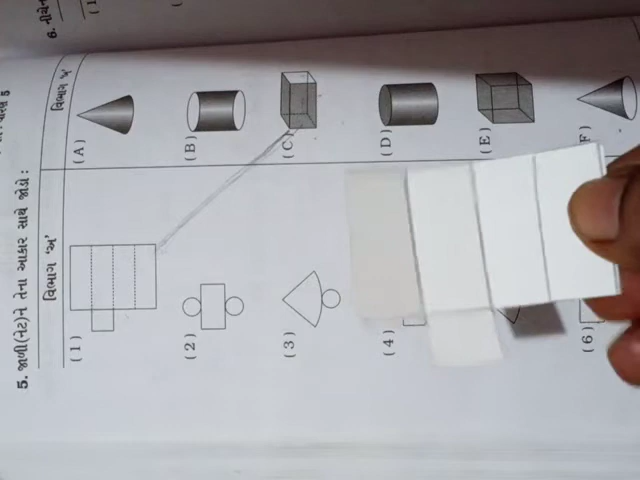 5. જાળી(નેટ)ને તેના આકાર સાથે જોડો :
વિભાગ 'અ'
વિભાગ 'બ'
(1)
(A)
(2)
(B)
(3)
(C)
(4)
(D)
(E)
(6)
F)